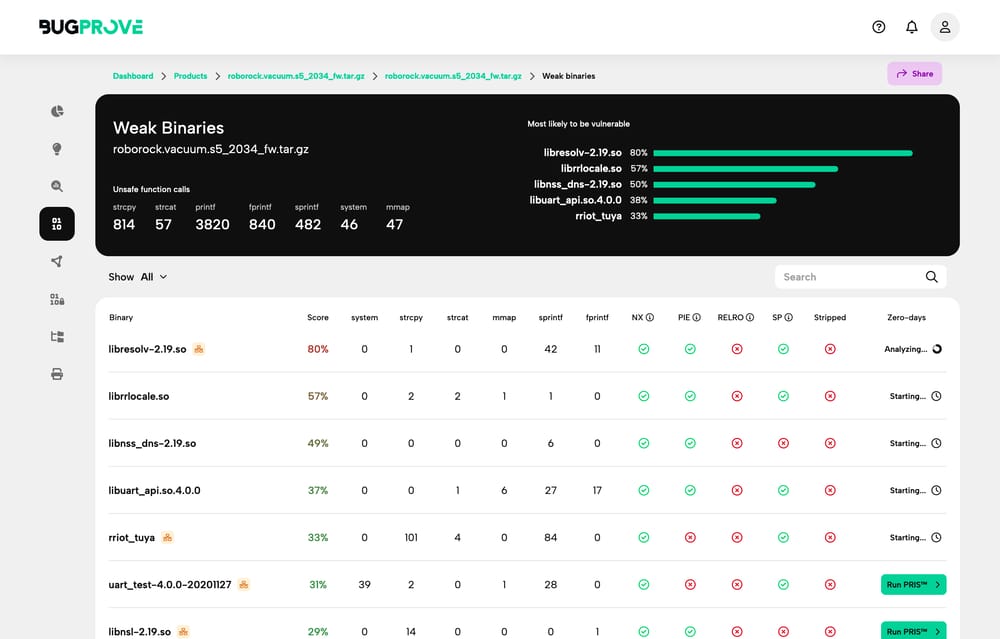 BUGPROVE
Dashboard > Products > roborock.vacuum.s5_2034_fw.tar.gz > roborock.vacuum.s5_2034_fw.tar.gz > Weak binaries
Share
Weak Binaries
roborock.vacuum.s5_2034_fw.tar.gz
Unsafe function calls
strcpy strcat printf fprintf sprintf system mmap
814 57 3820 840 482 46 47
Most likely to be vulnerable
libresolv-2.19.so 80%
librrlocale.so 57%
libnss_dns-2.19.so 50%
libuart_api.so.4.0.0 38%
rriot_tuya 33%
01
10
01
10
Show All
Search
Binary Score system strcpy strcat mmap sprintf fprintf NX PIE RELRO SP Stripped Zero-days
libresolv-2.19.so 80% 0 1 0 0 42 11 Analyzing...
librrlocale.so 57% 0 2 2 1 1 0 Starting...
libnss_dns-2.19.so 49% 0 0 0 0 6 0 Starting...
libuart_api.so.4.0.0 37% 0 0 1 6 27 17 Starting...
rriot_tuya 33% 0 101 4 0 84 0 Starting...
uart_test-4.0.0-20201127 31% 39 2 0 1 28 0 Run PRIS™
libnsl-2.19.so 29% 0 14 0 0 0 1 Run PRIS™